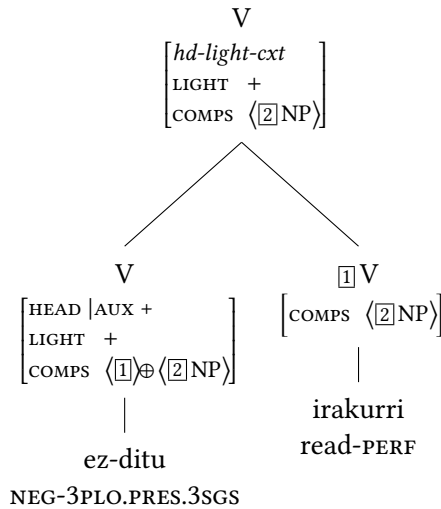 V
[hd-light-cxt
LIGHT +
COMPS ⟨[2]NP⟩]
V
[HEAD |AUX +
LIGHT +
COMPS ⟨[1]⟩⊕⟨[2]NP⟩]
[1]V
[COMPS ⟨[2]NP⟩]
ez-ditu
NEG-3PLO.PRES.3SGS
irakurri
read-PERF